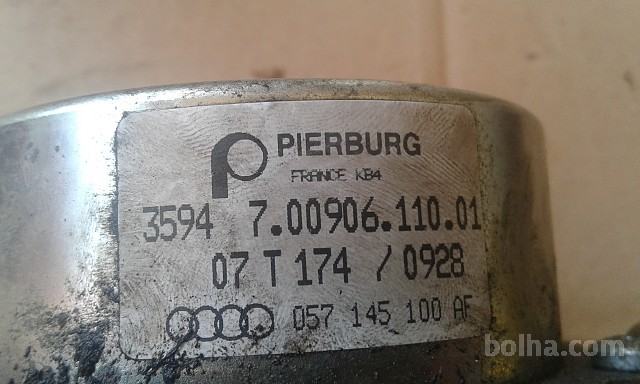 PIERBURG
FRANCE KB4
3594 7.00906.110.01
07 T 174 / 0928
057 145 100 AF
bolha.com